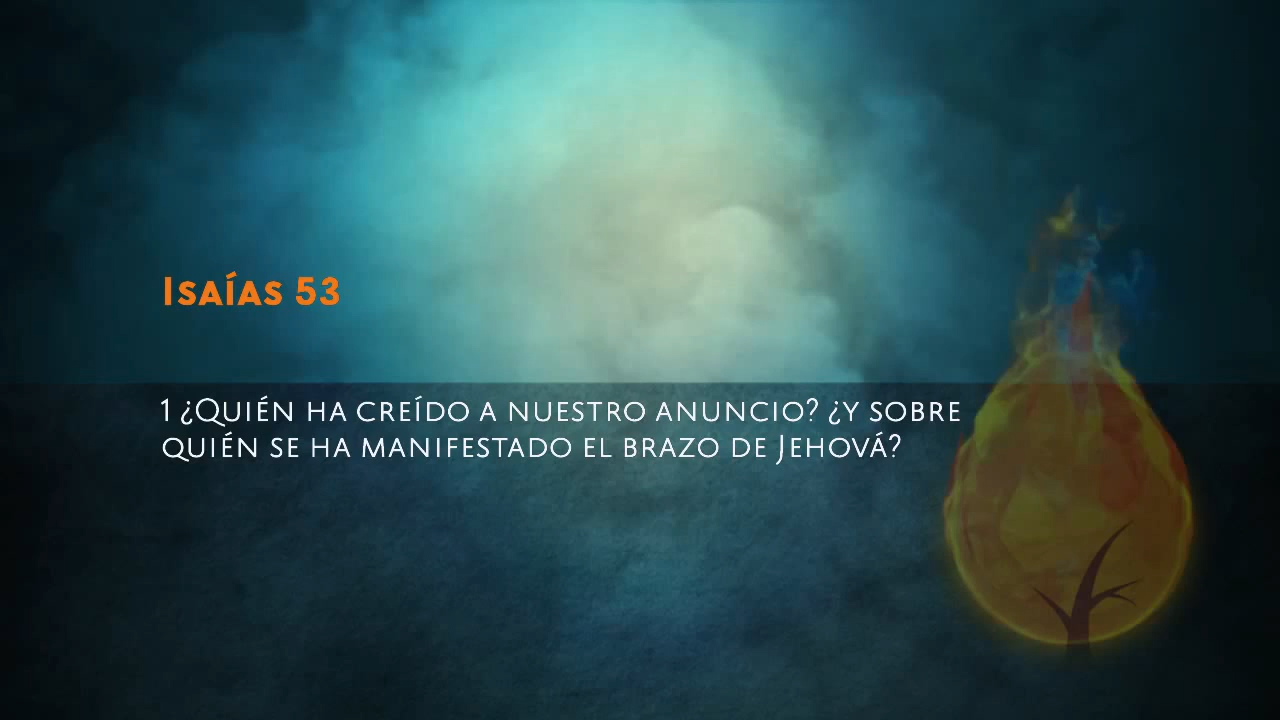 Isaías 53
1 ¿Quién ha creído a nuestro anuncio? ¿y sobre
quién se ha manifestado el brazo de Jehová?